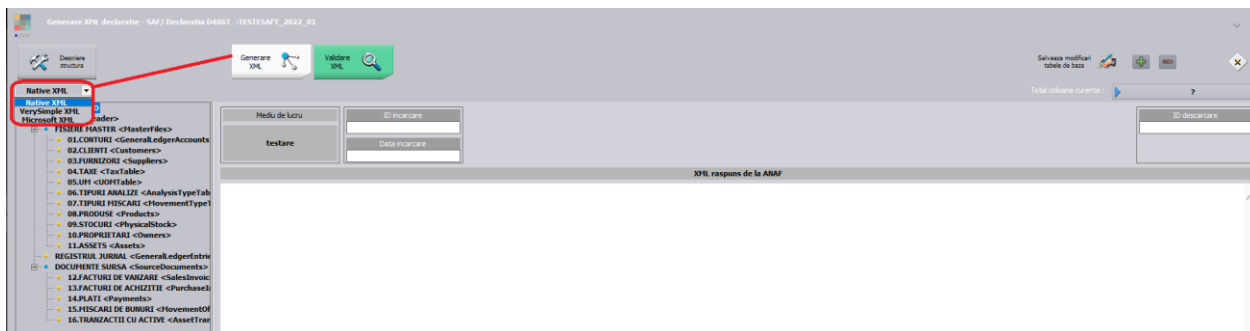 Generare XML declaratie - SAF/ Declaratia D406T :TESTESAFT_2022_01
Descriere
structura
Generare
XML
Validare
XML
Salveaza modificari
tabele de baza
Native XML
Total coloana curenta :
?
Native XML
VerySimple XML
Microsoft XML
eader>
FISIERE MASTER <MasterFiles>
01.CONTURI <GeneralLedgerAccounts
02.CLIENTI <Customers>
03.FURNIZORI <Suppliers>
04.TAXE <TaxTable>
05.UM <UOMTable>
06.TIPURI ANALIZE <AnalysisTypeTab
07.TIPURI MISCARI <MovementTypeT
08.PRODUSE <Products>
09.STOCURI <PhysicalStock>
10.PROPRIETARI <Owners>
11.ASSETS <Assets>
REGISTRUL JURNAL <GeneralLedgerEntrie
DOCUMENTE SURSA <SourceDocuments>
12.FACTURI DE VANZARE <SalesInvoic
13.FACTURI DE ACHIZITIE <PurchaseIn
14.PLATI <Payments>
15.MISCARI DE BUNURI <MovementOf
16.TRANZACTII CU ACTIVE <AssetTran
Mediu de lucru
testare
ID incarcare
Data incarcare
ID descarcare
XML raspuns de la ANAF